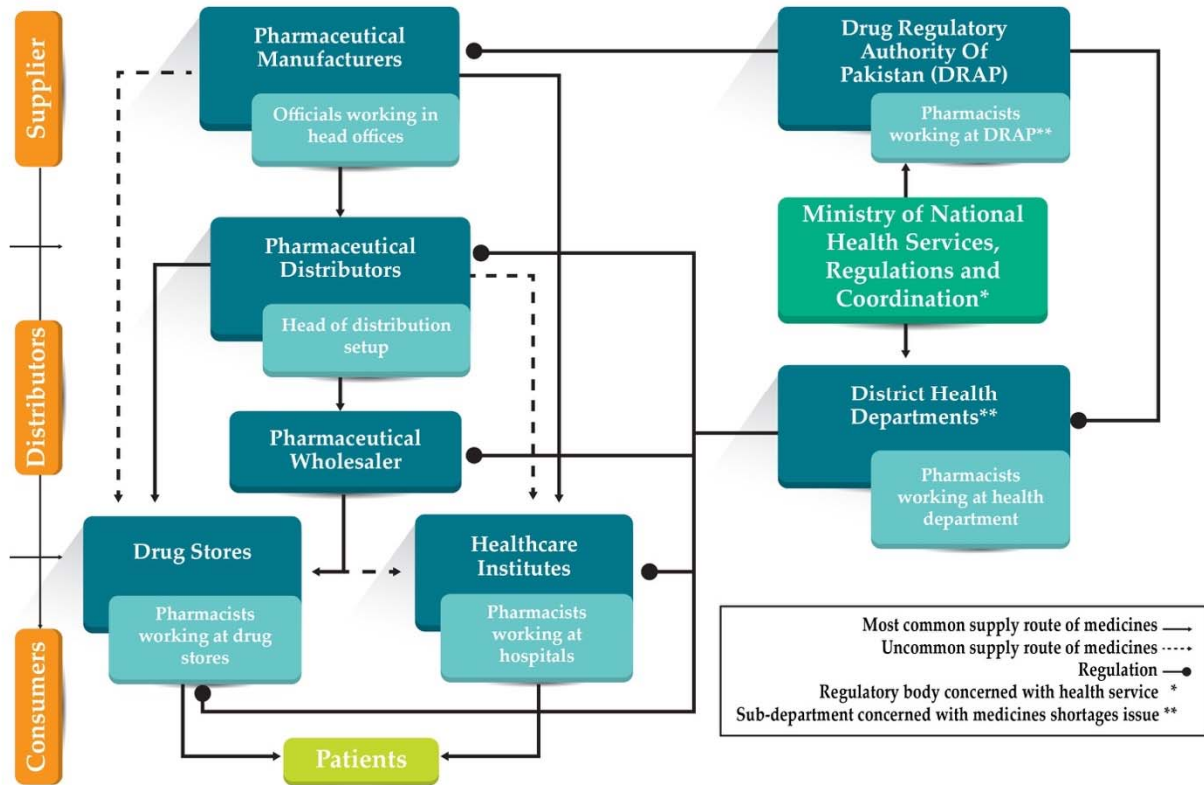 Supplier
Distributors
Consumers
Pharmaceutical
Manufacturers
Officials working in
head offices
Drug Regulatory
Authority Of
Pakistan (DRAP)
Pharmacists
working at DRAP**
Ministry of National
Health Services,
Regulations and
Coordination*
Pharmaceutical
Distributors
Head of distribution
setup
District Health
Departments**
Pharmacists
working at health
department
Pharmaceutical
Wholesaler
Drug Stores
Pharmacists
working at drug
stores
Healthcare
Institutes
Pharmacists
working at
hospitals
Patients
Most common supply route of medicines
Uncommon supply route of medicines
Regulation
Regulatory body concerned with health service *
Sub-department concerned with medicines shortages issue **